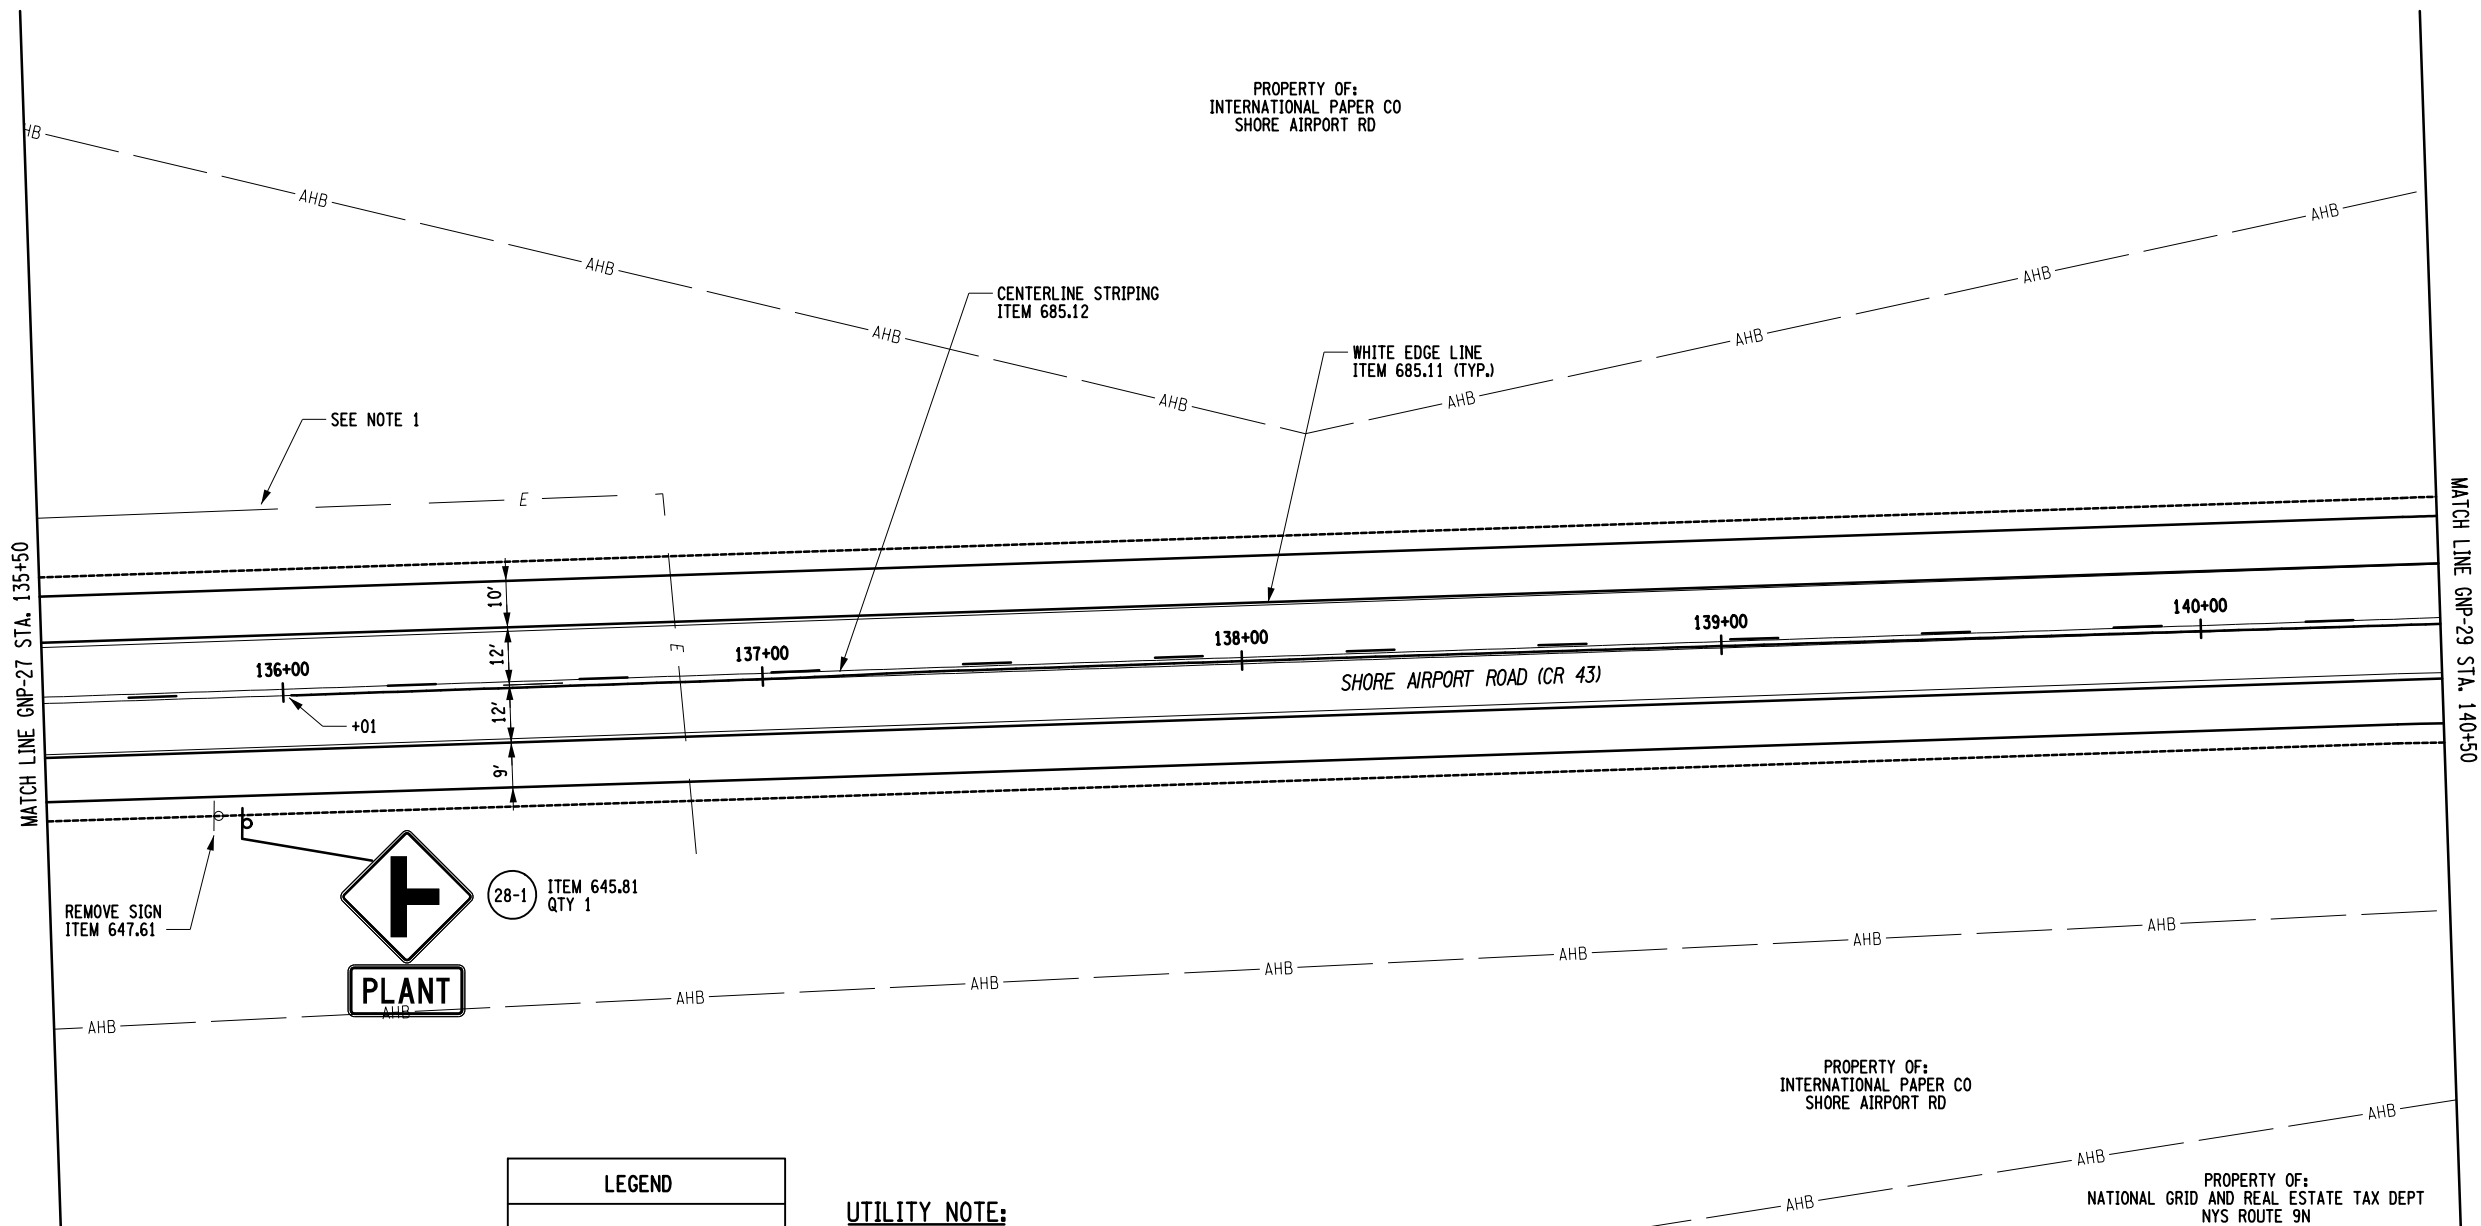 PROPERTY OF:
INTERNATIONAL PAPER CO
SHORE AIRPORT RD
HB
AHB
AHB
AHB
AHB
AHB
AHB
AHB
AHB
CENTERLINE STRIPING
ITEM 685.12
WHITE EDGE LINE
ITEM 685.11 (TYP.)
SEE NOTE 1
E
E
MATCH LINE GNP-27 STA. 135+50
MATCH LINE GNP-29 STA. 140+50
10'
12'
12'
9'
136+00
137+00
138+00
139+00
140+00
+01
SHORE AIRPORT ROAD (CR 43)
REMOVE SIGN
ITEM 647.61
28-1
ITEM 645.81
QTY 1
PLANT
AHB
AHB
AHB
AHB
AHB
AHB
AHB
AHB
PROPERTY OF:
INTERNATIONAL PAPER CO
SHORE AIRPORT RD
AHB
AHB
AHB
PROPERTY OF:
NATIONAL GRID AND REAL ESTATE TAX DEPT
NYS ROUTE 9N
LEGEND
UTILITY NOTE: